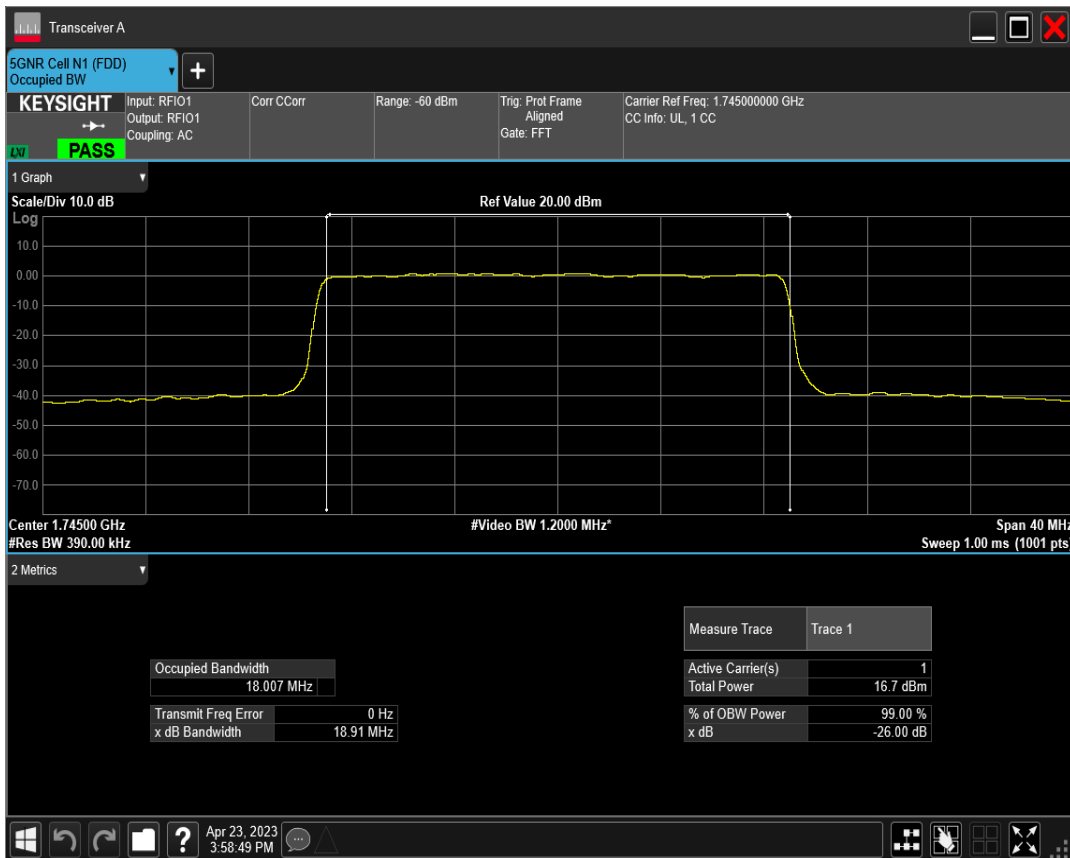 Transceiver A
5GNR Cell N1 (FDD)
Occupied BW
+
KEYSIGHT
LXI
PASS
Input: RFIO1
Output: RFIO1
Coupling: AC
Corr CCorr
Range: -60 dBm
Trig: Prot Frame
Aligned
Gate: FFT
Carrier Ref Freq: 1.745000000 GHz
CC Info: UL, 1 CC
1 Graph
Scale/Div 10.0 dB
Ref Value 20.00 dBm
Log
10.0
0.00
-10.0
-20.0
-30.0
-40.0
-50.0
-60.0
-70.0
Center 1.74500 GHz
#Video BW 1.2000 MHz*
Span 40 MHz
#Res BW 390.00 kHz
Sweep 1.00 ms (1001 pts)
2 Metrics
Measure Trace Trace 1
Occupied Bandwidth
18.007 MHz
Transmit Freq Error 0 Hz
x dB Bandwidth 18.91 MHz
Active Carrier(s) 1
Total Power 16.7 dBm
% of OBW Power 99.00 %
x dB -26.00 dB
?
Apr 23, 2023
3:58:49 PM